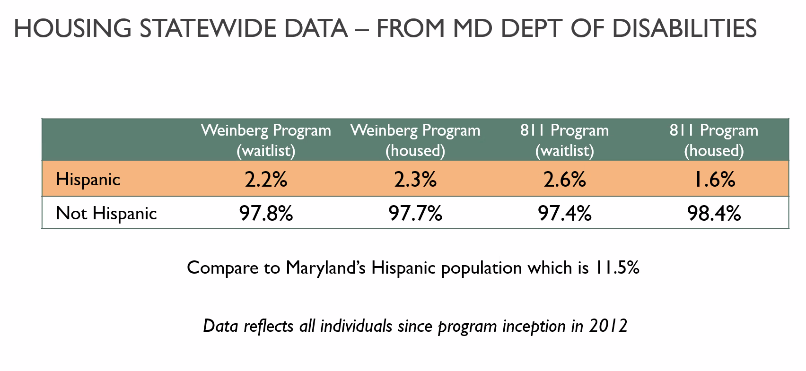 HOUSING STATEWIDE DATA – FROM MD DEPT OF DISABILITIES
Weinberg Program (waitlist) Weinberg Program (housed) 811 Program (waitlist) 811 Program (housed)
Hispanic 2.2% 2.3% 2.6% 1.6%
Not Hispanic 97.8% 97.7% 97.4% 98.4%
Compare to Maryland's Hispanic population which is 11.5%
Data reflects all individuals since program inception in 2012